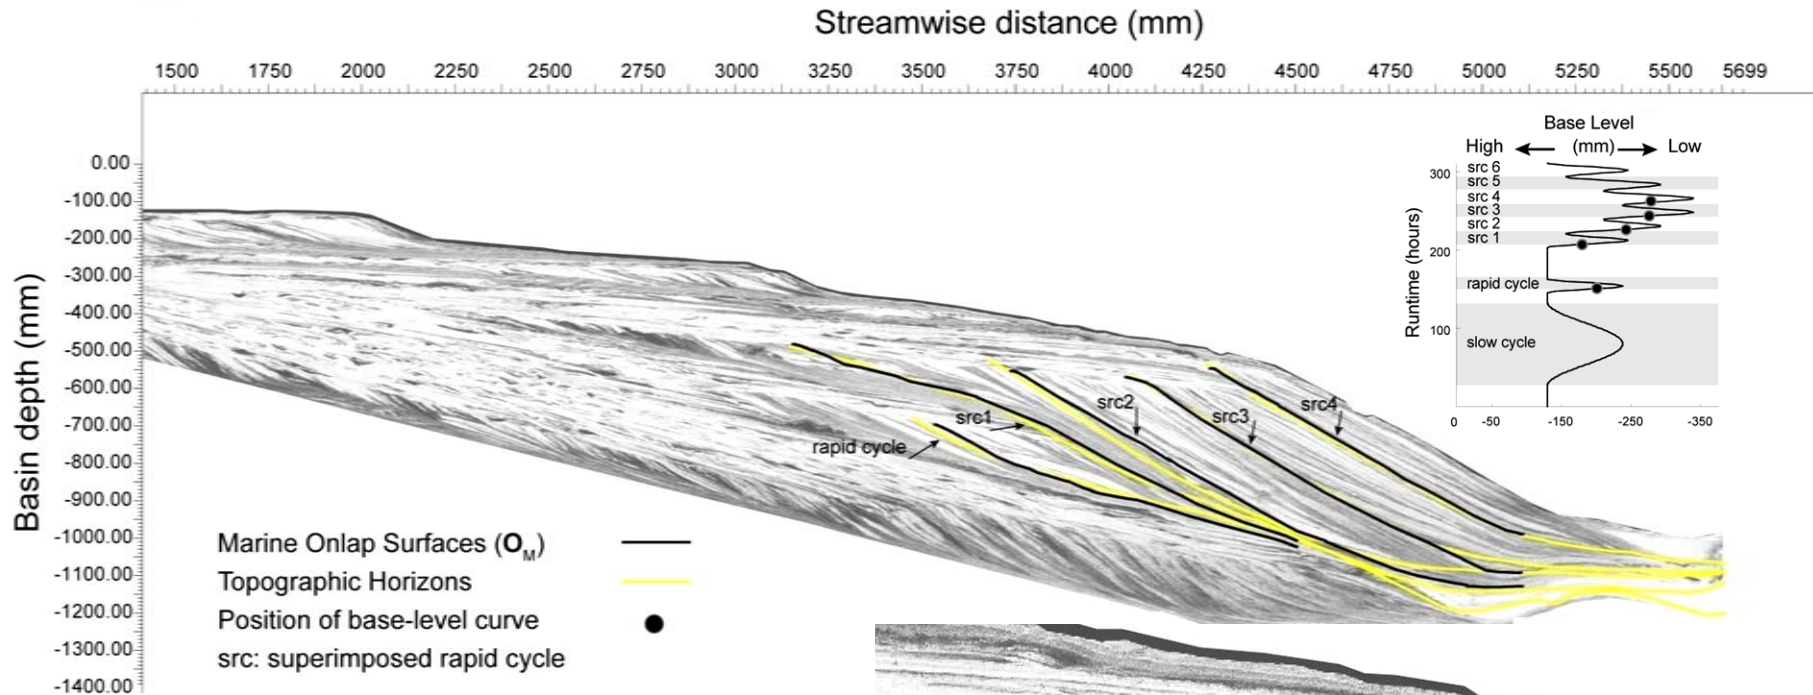 Streamwise distance (mm)
1500 1750 2000 2250 2500 2750 3000 3250 3500 3750 4000 4250 4500 4750 5000 5250 5500 5699
Basin depth (mm)
0.00
-100.00
-200.00
-300.00
-400.00
-500.00
-600.00
-700.00
-800.00
-900.00
-1000.00
-1100.00
-1200.00
-1300.00
-1400.00
Base Level
High (mm) Low
Runtime (hours)
300
200
100
src 6
src 5
src 4
src 3
src 2
src 1
rapid cycle
slow cycle
0 -50 -150 -250 -350
src1
src2
src3
src4
rapid cycle
Marine Onlap Surfaces (OM)
Topographic Horizons
Position of base-level curve
src: superimposed rapid cycle